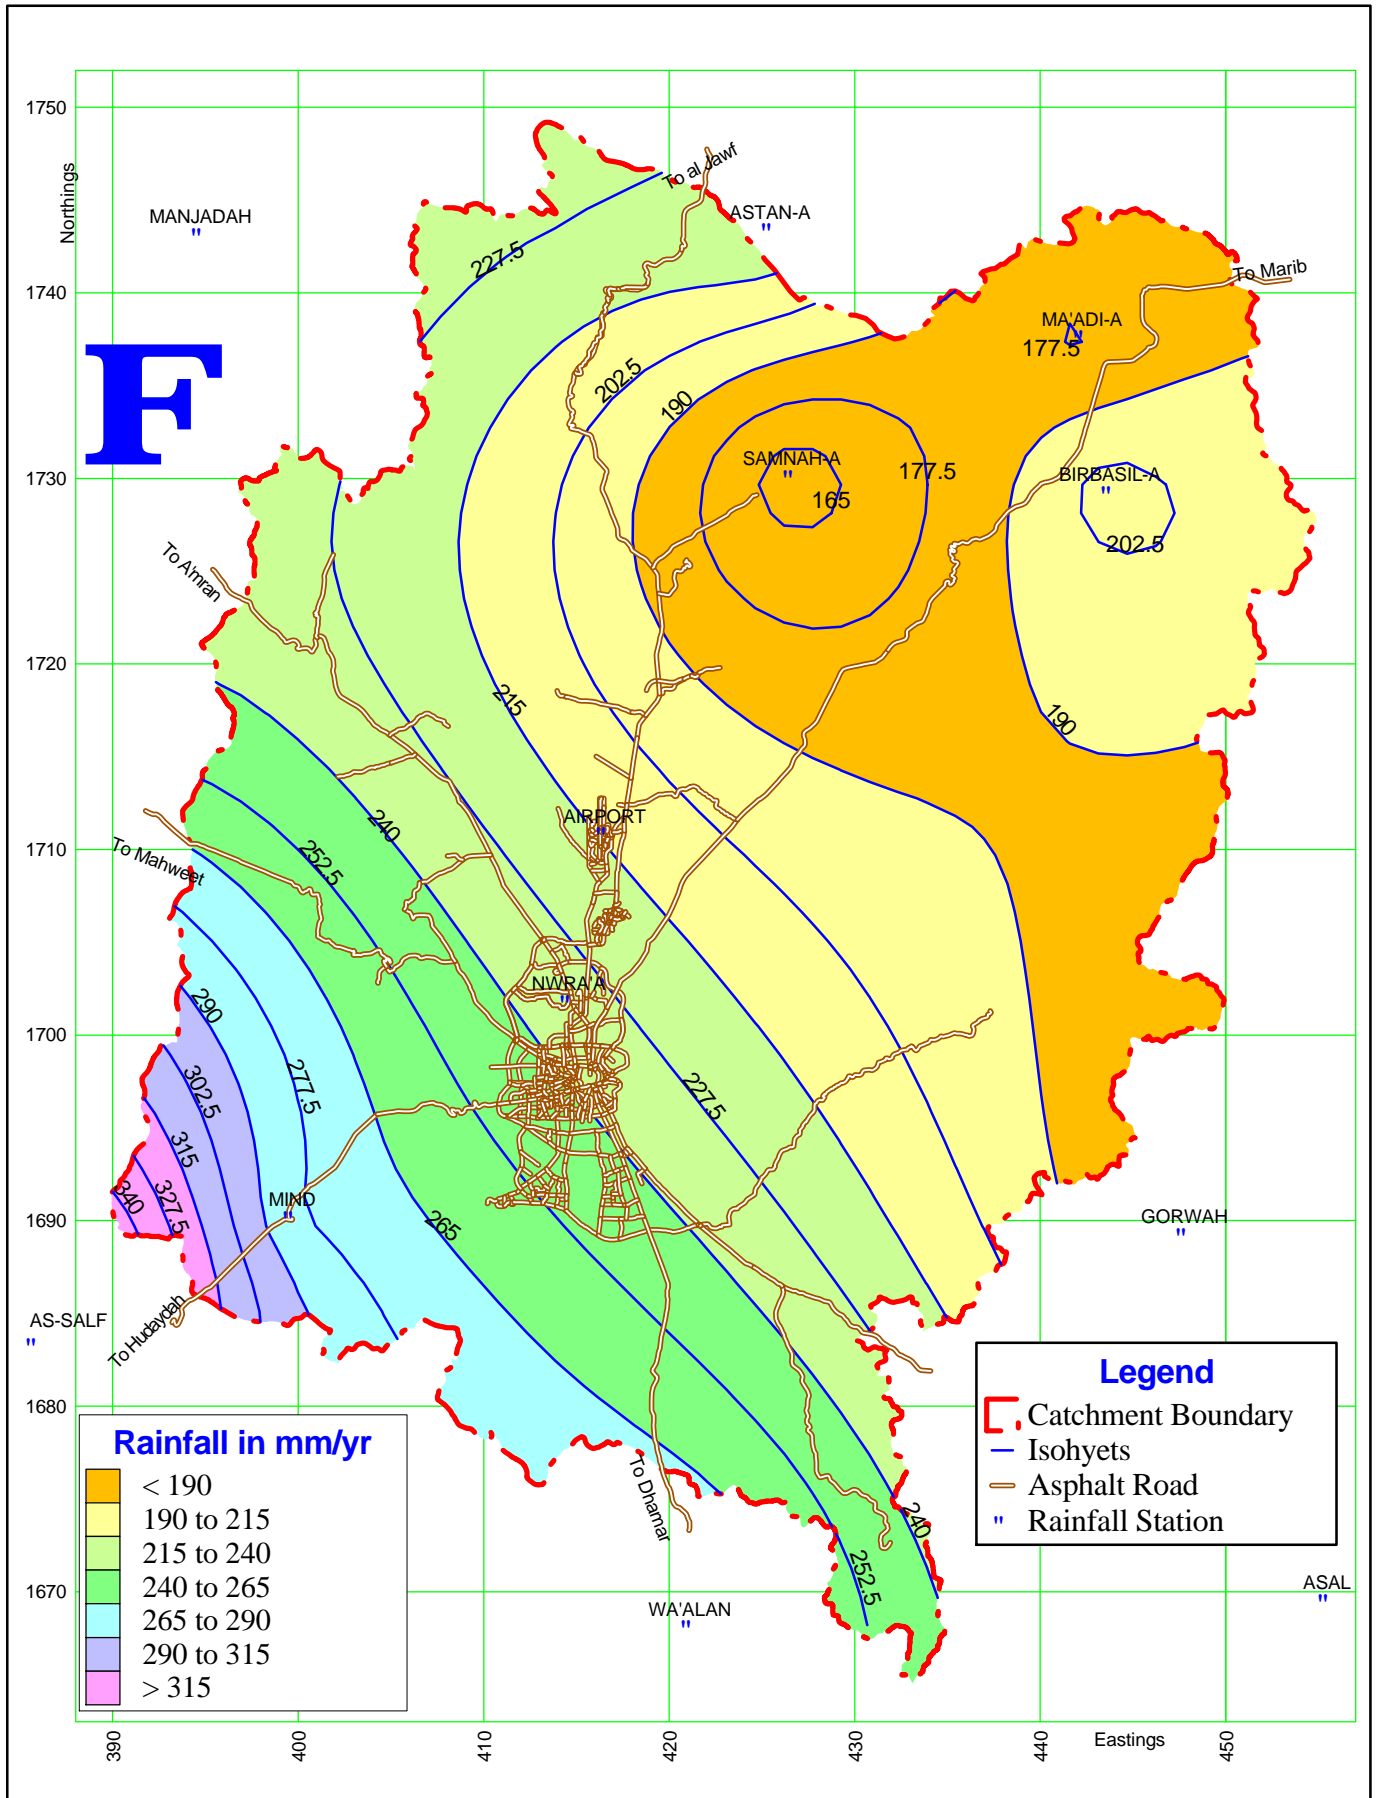 1750
Northings
To al Jawf
MANJADAH
"
ASTAN-A
"
227.5
1740
To Marib
MA'ADI-A
"
177.5
F
202.5
190
SAMNAH-A
"
177.5
165
BIRBASIL-A
"
202.5
1730
To A'mran
1720
215
190
240
AIRPORT
"
1710
To Mahweet
252.5
NWRA'A
"
290
1700
302.5
277.5
227.5
315
340
327.5
MIND
"
1690
265
GORWAH
"
To Hudaydah
AS-SALF
"
1680
To Dhamar
240
252.5
WA'ALAN
"
ASAL
"
1670
Legend
Catchment Boundary
Isohyets
Asphalt Road
" Rainfall Station
Rainfall in mm/yr
< 190
190 to 215
215 to 240
240 to 265
265 to 290
290 to 315
> 315
390 400 410 420 430 440 Eastings 450